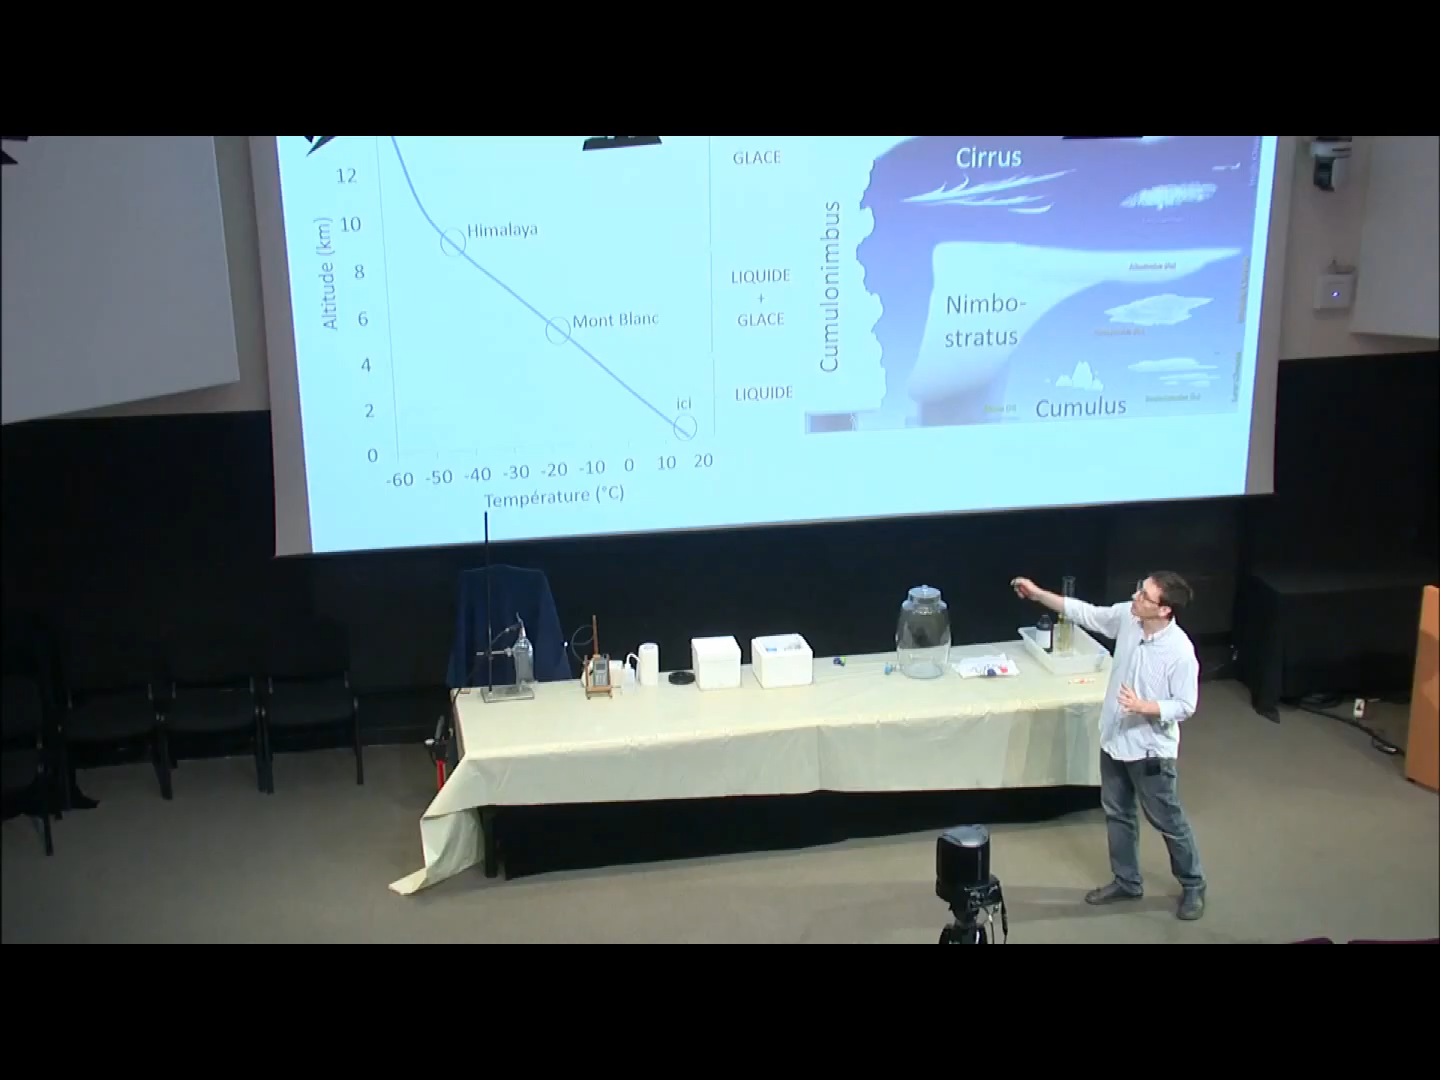 12
10
8
6
4
2
0
Altitude (km)
-60 -50 -40 -30 -20 -10 0 10 20
Température (°C)
Himalaya
Mont Blanc
ici
GLACE
LIQUIDE
+
GLACE
LIQUIDE
Cumulonimbus
Cirrus
Nimbo-
stratus
Cumulus